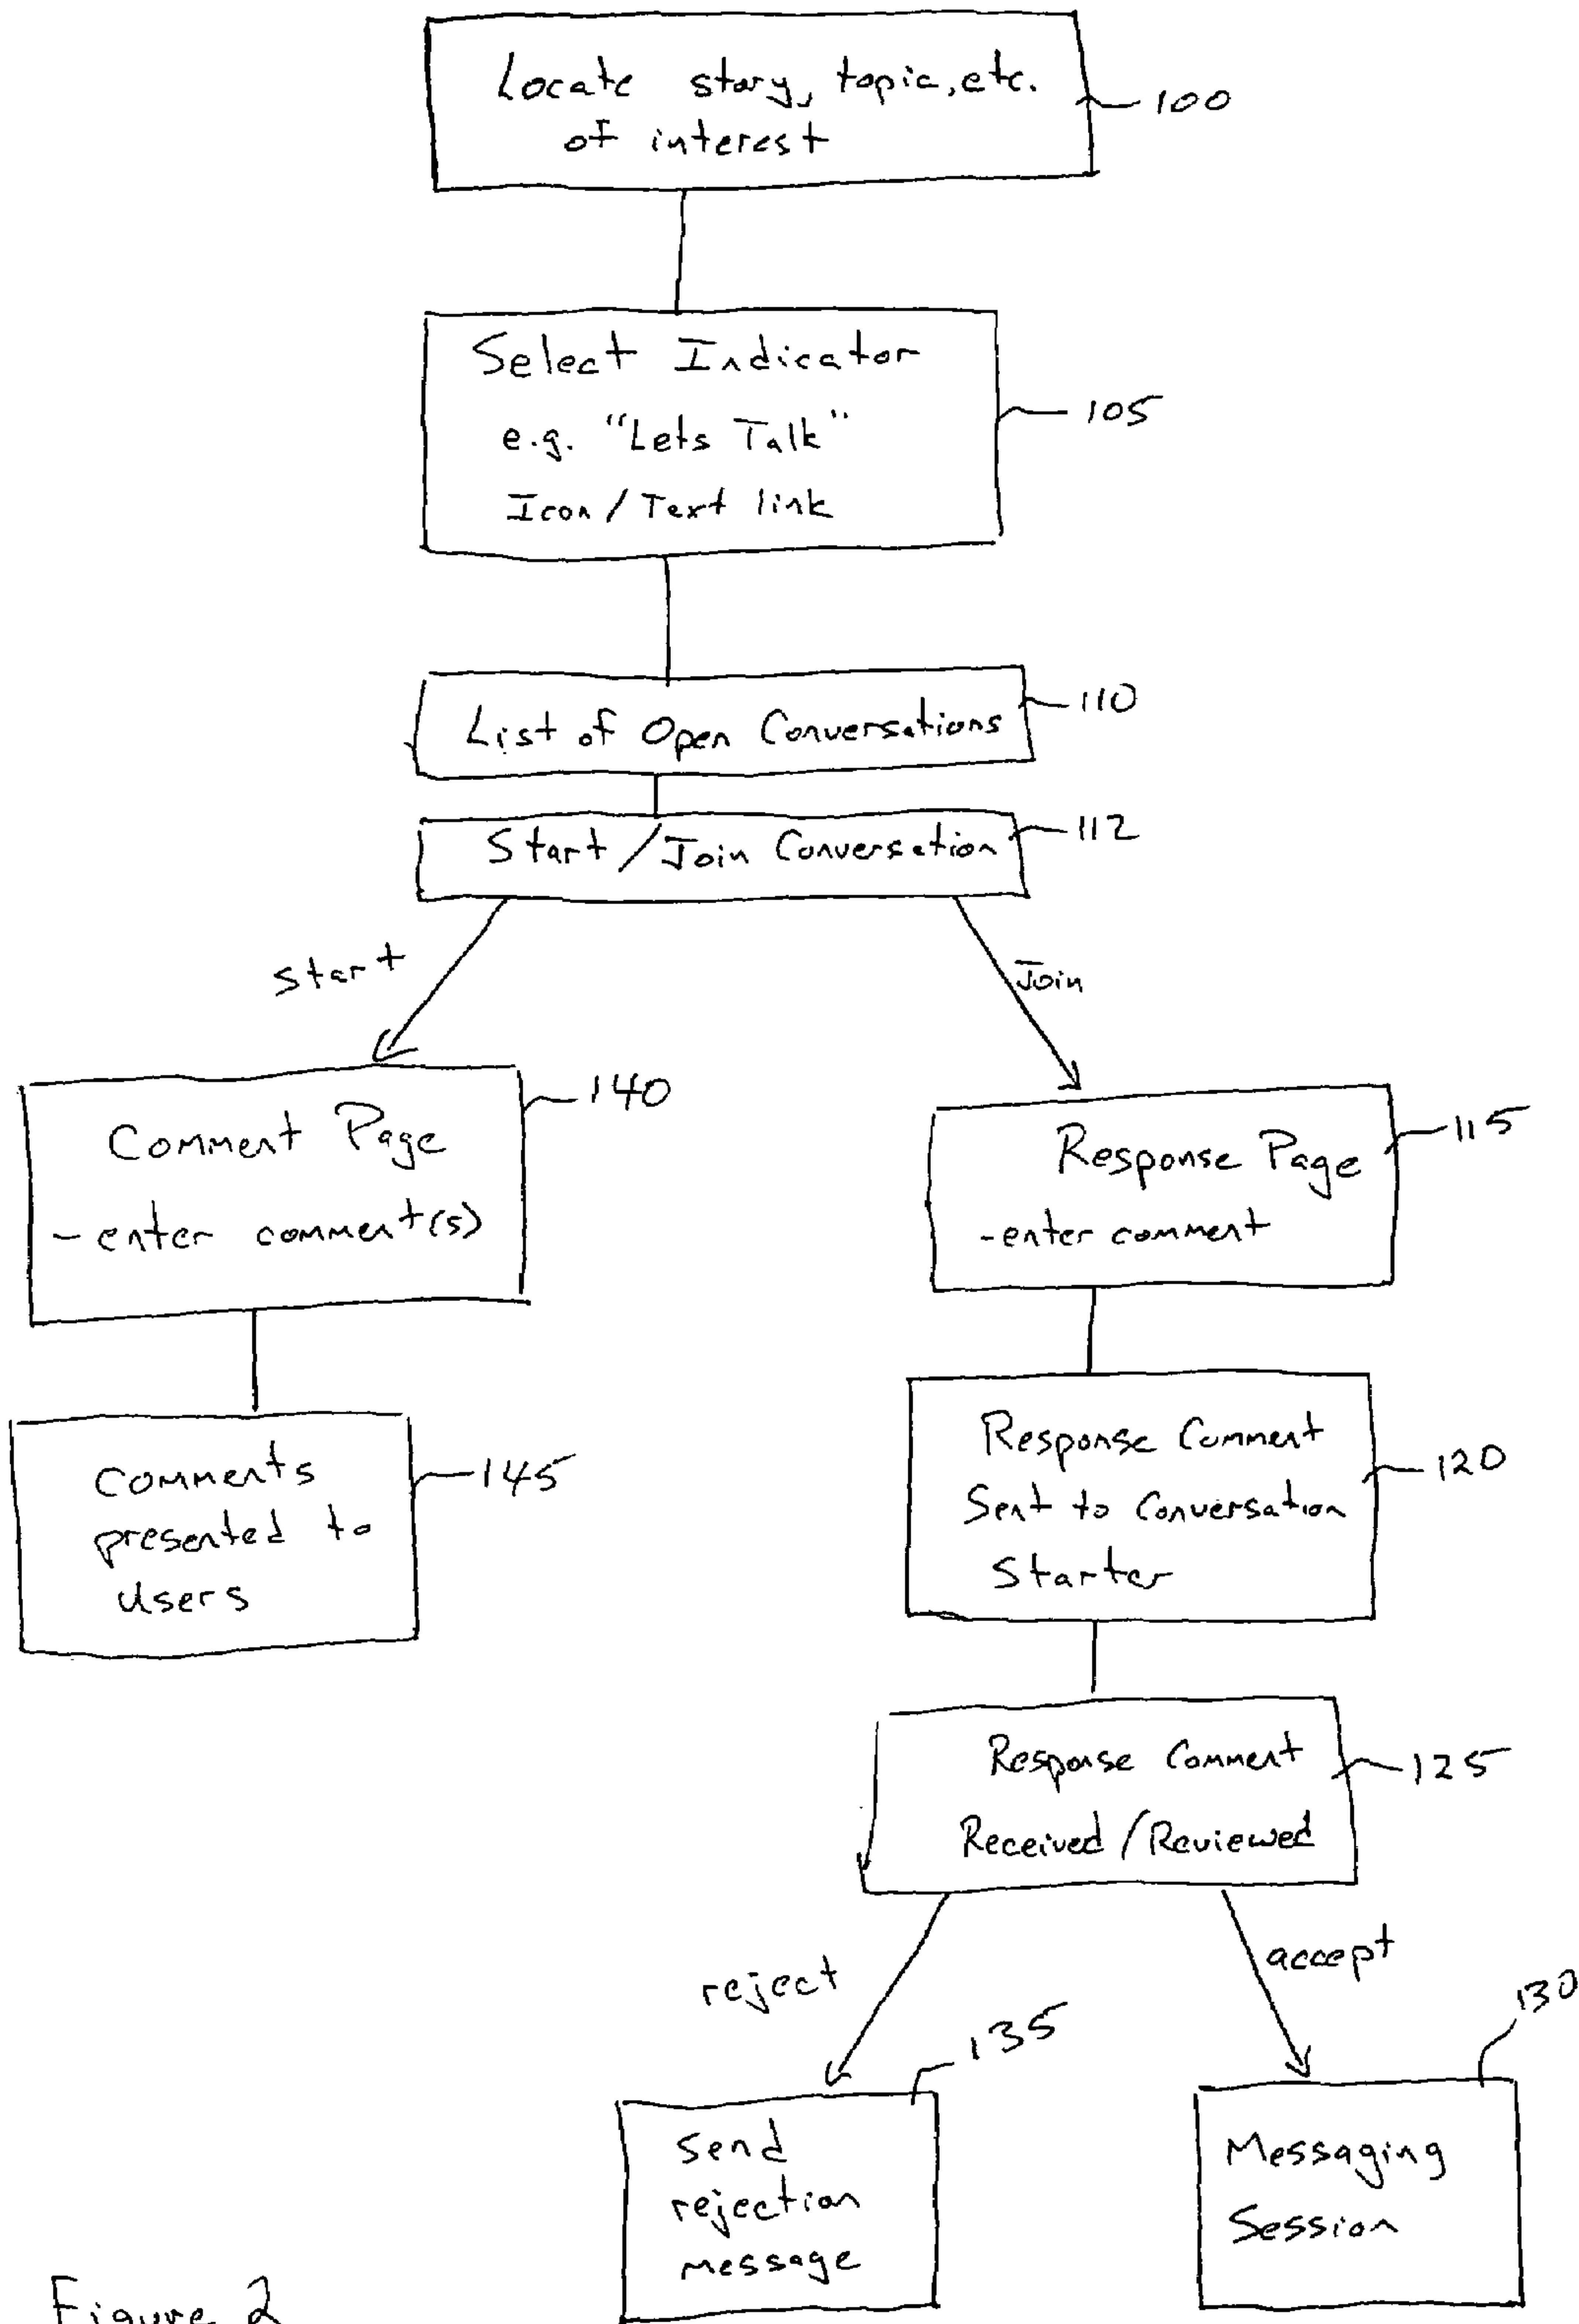 Locate story, topic, etc.
of interest
100
Select Indicator
e.g. "Lets Talk"
Icon / Text link
105
List of Open Conversations
110
Start / Join Conversation
112
start
Join
Comment Page
- enter comment(s)
140
Response Page
- enter comment
115
Comments
presented to
users
145
Response Comment
Sent to Conversation
Starter
120
Response Comment
Received / Reviewed
125
reject
accept
Send
rejection
message
135
Messaging
Session
130
Figure 2